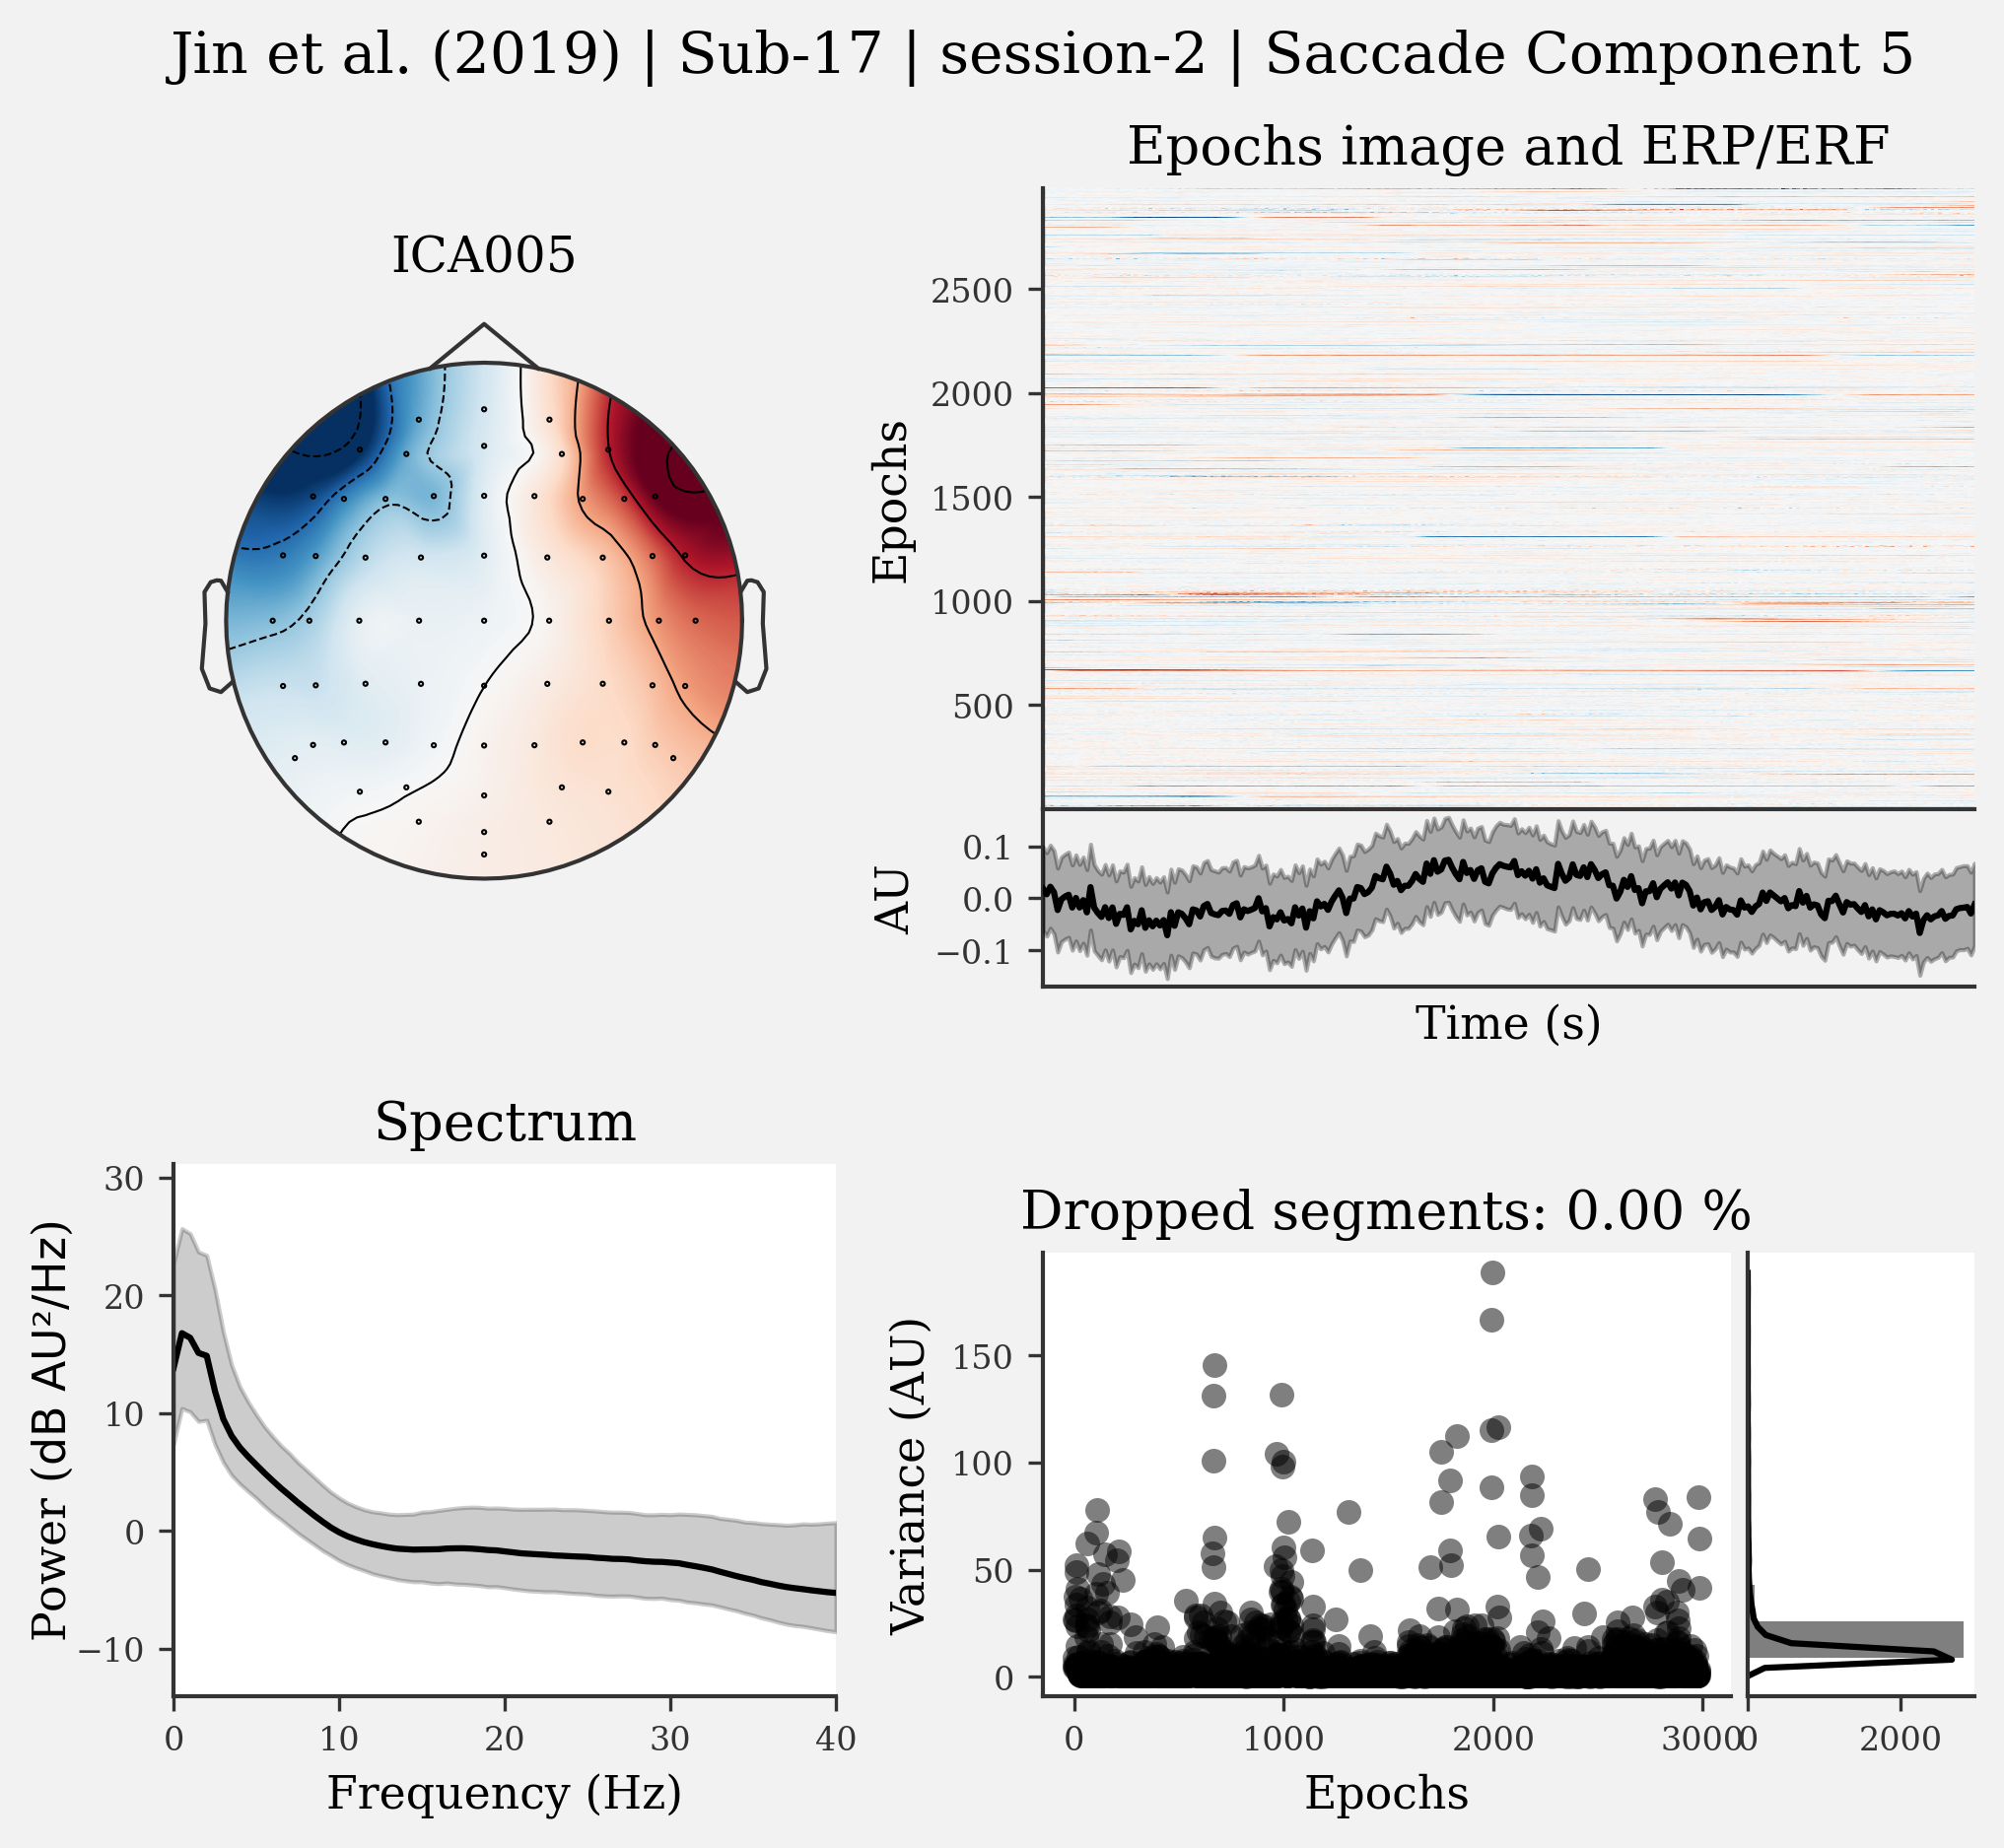 Jin et al. (2019) | Sub-17 | session-2 | Saccade Component 5
ICA005
Epochs image and ERP/ERF
Epochs
2500
2000
1500
1000
500
AU
0.1
0.0
−0.1
Time (s)
Spectrum
Power (dB AU²/Hz)
30
20
10
0
−10
0 10 20 30 40
Frequency (Hz)
Dropped segments: 0.00 %
Variance (AU)
150
100
50
0
0 1000 2000 3000
Epochs
0 2000